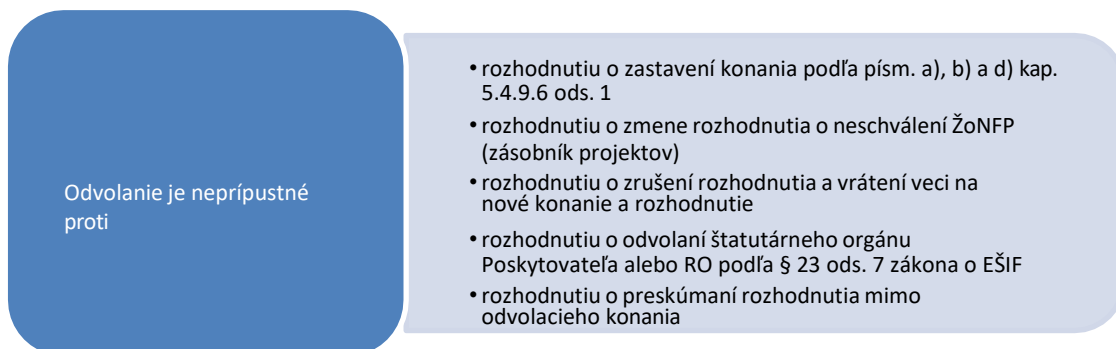 Odvolanie je neprípustné
proti
• rozhodnutiu o zastavení konania podľa písm. a), b) a d) kap.
5.4.9.6 ods. 1
• rozhodnutiu o zmene rozhodnutia o neschválení ŽoNFP
(zásobník projektov)
• rozhodnutiu o zrušení rozhodnutia a vrátení veci na
nové konanie a rozhodnutie
• rozhodnutiu o odvolaní štatutárneho orgánu
Poskytovateľa alebo RO podľa § 23 ods. 7 zákona o EŠIF
• rozhodnutiu o preskúmaní rozhodnutia mimo
odvolacieho konania